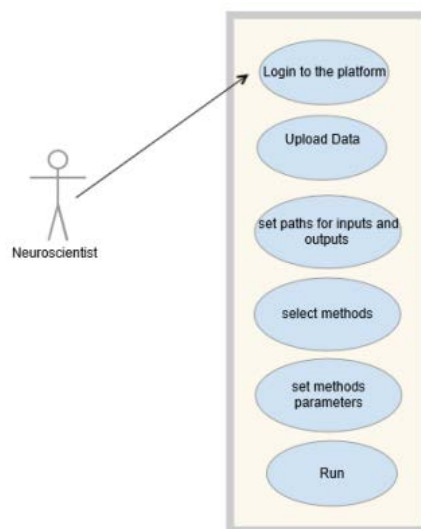 Login to the platform
Upload Data
Neuroscientist
set paths for inputs and
outputs
select methods
set methods
parameters
Run